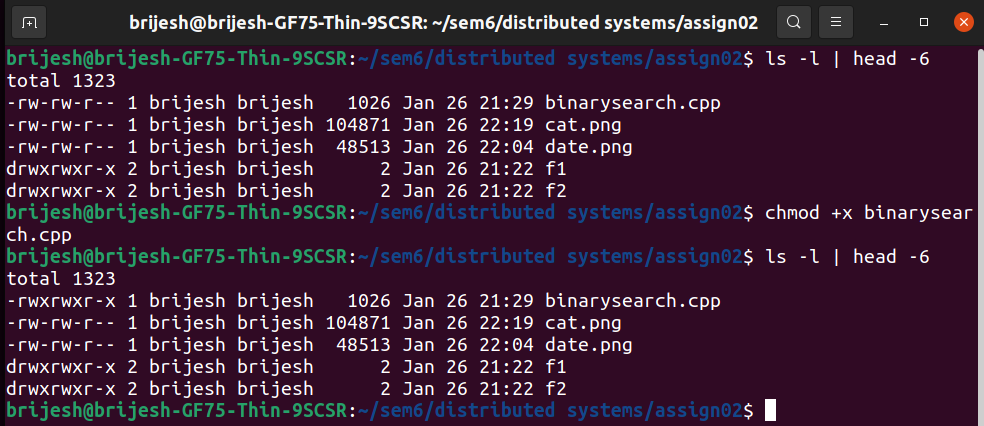 brijesh@brijesh-GF75-Thin-9SCSR: ~/sem6/distributed systems/assign02
brijesh@brijesh-GF75-Thin-9SCSR:~/sem6/distributed systems/assign02$ ls -l | head -6
total 1323
-rw-rw-r-- 1 brijesh brijesh   1026 Jan 26 21:29 binarysearch.cpp
-rw-rw-r-- 1 brijesh brijesh 104871 Jan 26 22:19 cat.png
-rw-rw-r-- 1 brijesh brijesh  48513 Jan 26 22:04 date.png
drwxrwxr-x 2 brijesh brijesh      2 Jan 26 21:22 f1
drwxrwxr-x 2 brijesh brijesh      2 Jan 26 21:22 f2
brijesh@brijesh-GF75-Thin-9SCSR:~/sem6/distributed systems/assign02$ chmod +x binarysear
ch.cpp
brijesh@brijesh-GF75-Thin-9SCSR:~/sem6/distributed systems/assign02$ ls -l | head -6
total 1323
-rwxrwxr-x 1 brijesh brijesh   1026 Jan 26 21:29 binarysearch.cpp
-rw-rw-r-- 1 brijesh brijesh 104871 Jan 26 22:19 cat.png
-rw-rw-r-- 1 brijesh brijesh  48513 Jan 26 22:04 date.png
drwxrwxr-x 2 brijesh brijesh      2 Jan 26 21:22 f1
drwxrwxr-x 2 brijesh brijesh      2 Jan 26 21:22 f2
brijesh@brijesh-GF75-Thin-9SCSR:~/sem6/distributed systems/assign02$